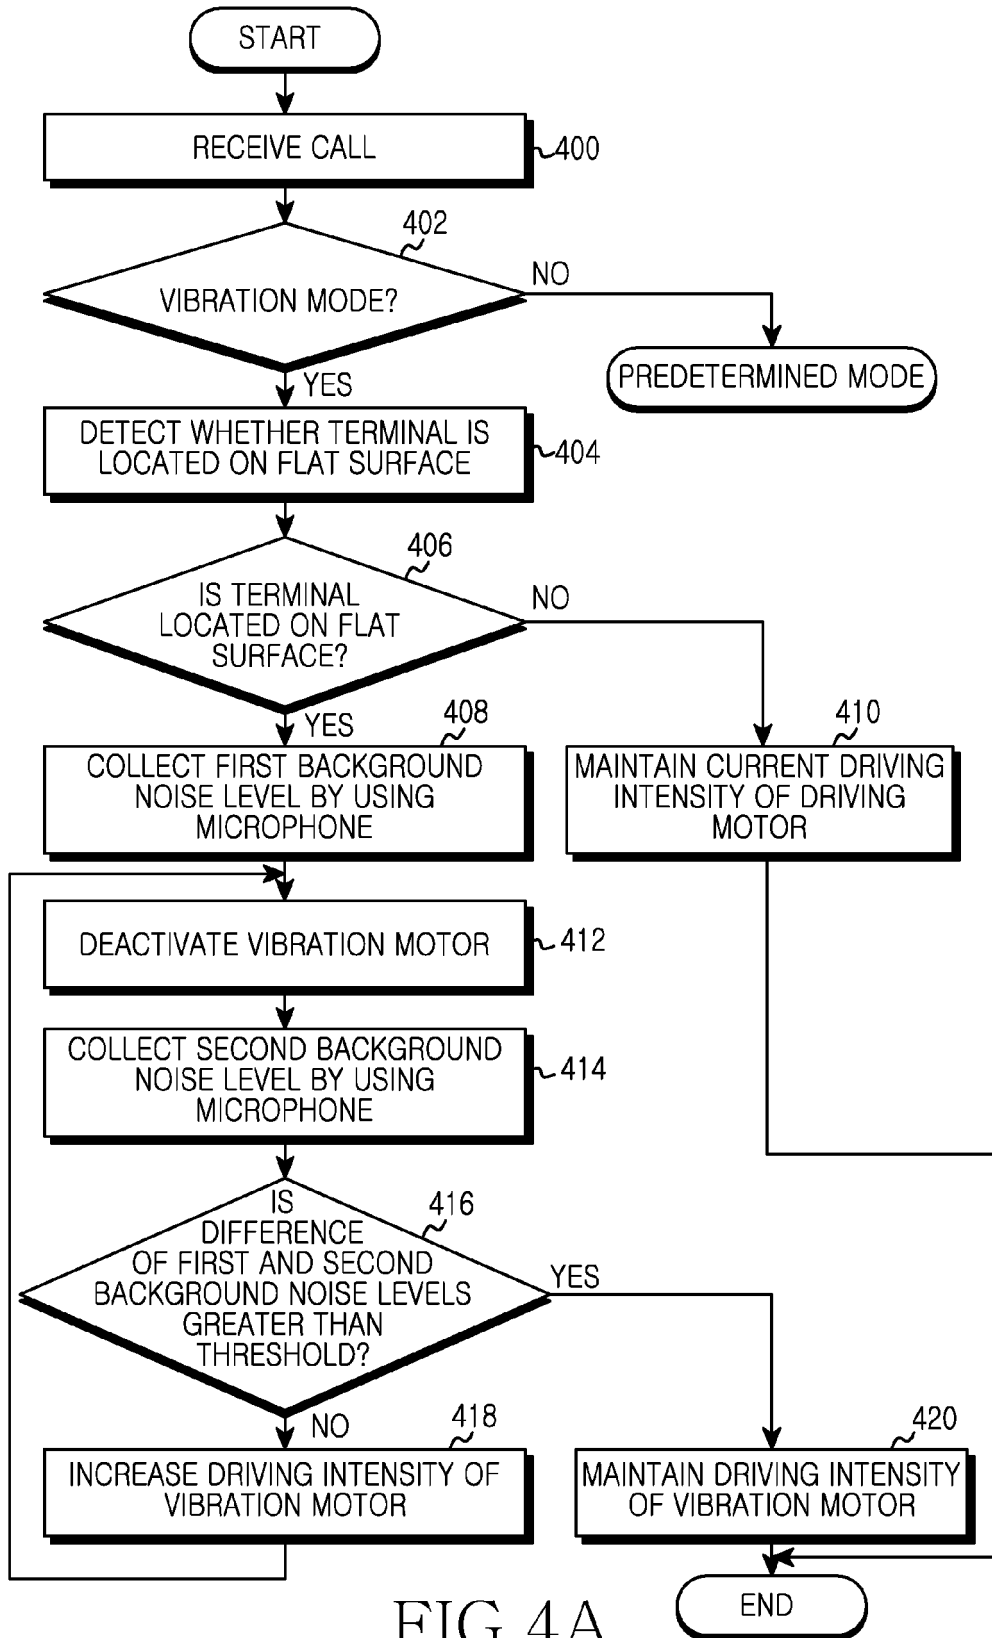 START
RECEIVE CALL
400
402
VIBRATION MODE?
NO
PREDETERMINED MODE
YES
DETECT WHETHER TERMINAL IS
LOCATED ON FLAT SURFACE
404
406
IS TERMINAL
LOCATED ON FLAT
SURFACE?
NO
YES
408
COLLECT FIRST BACKGROUND
NOISE LEVEL BY USING
MICROPHONE
410
MAINTAIN CURRENT DRIVING
INTENSITY OF DRIVING
MOTOR
DEACTIVATE VIBRATION MOTOR
412
COLLECT SECOND BACKGROUND
NOISE LEVEL BY USING
MICROPHONE
414
416
IS
DIFFERENCE
OF FIRST AND SECOND
BACKGROUND NOISE LEVELS
GREATER THAN
THRESHOLD?
YES
NO
418
INCREASE DRIVING INTENSITY OF
VIBRATION MOTOR
420
MAINTAIN DRIVING INTENSITY
OF VIBRATION MOTOR
END
FIG.4A